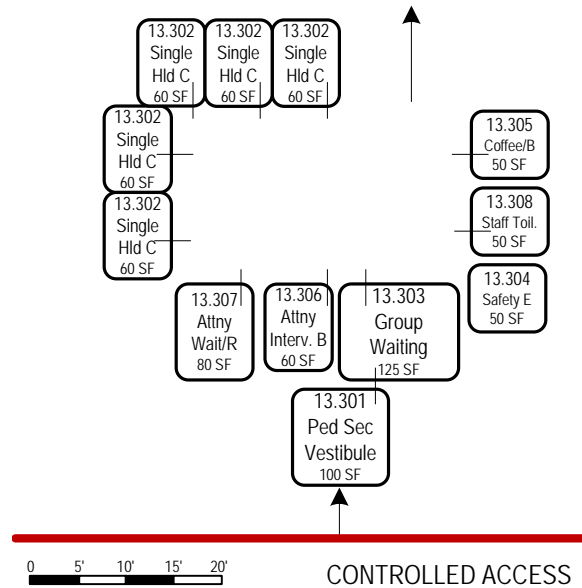 13.302
Single
Hld C
60 SF
13.302
Single
Hld C
60 SF
13.302
Single
Hld C
60 SF
13.302
Single
Hld C
60 SF
13.305
Coffee/B
50 SF
13.302
Single
Hld C
60 SF
13.308
Staff Toil.
50 SF
13.304
Safety E
50 SF
13.307
Attny
Wait/R
80 SF
13.306
Attny
Interv. B
60 SF
13.303
Group
Waiting
125 SF
13.301
Ped Sec
Vestibule
100 SF
0 5' 10' 15' 20'
CONTROLLED ACCESS